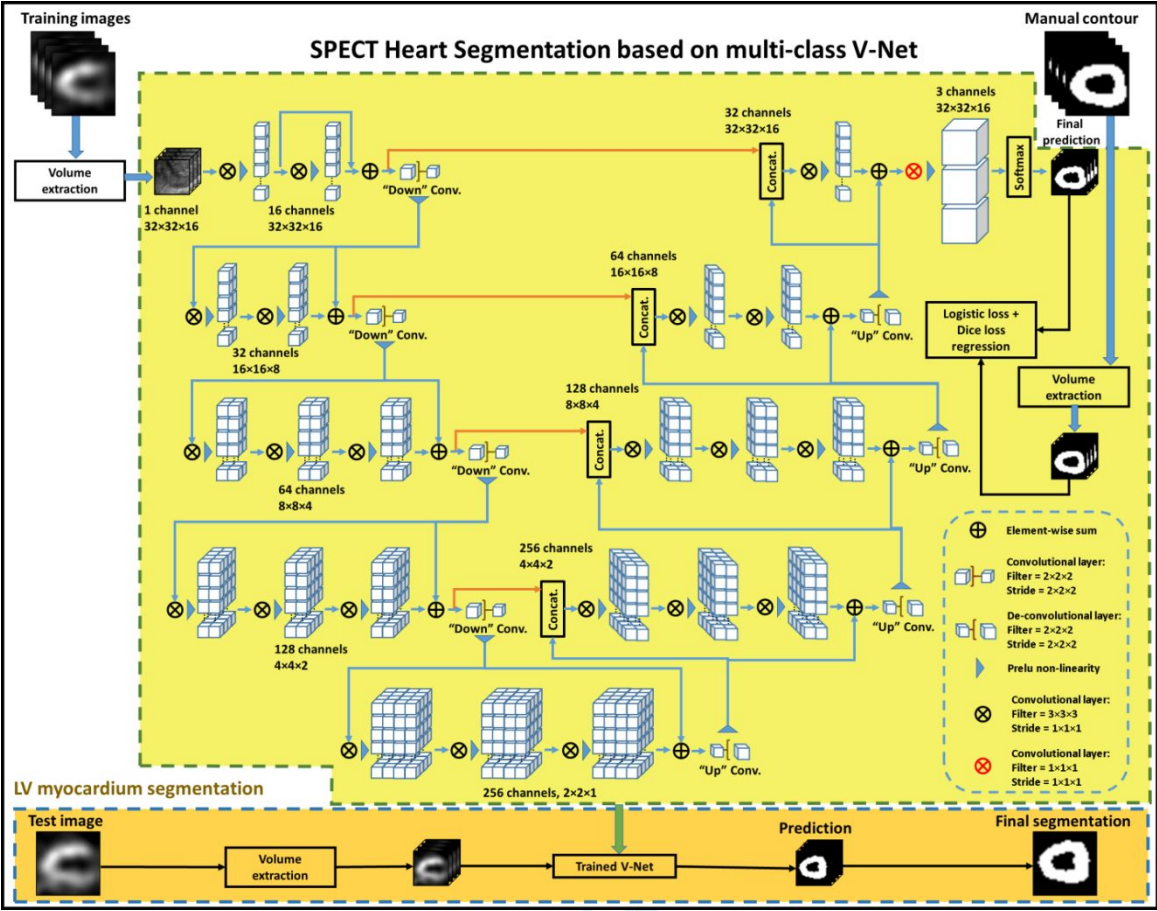 Training images
Manual contour
SPECT Heart Segmentation based on multi-class V-Net
Volume
extraction
1 channel
32×32×16
16 channels
32×32×16
"Down" Conv.
32 channels
32×32×16
Concat.
3 channels
32×32×16
Softmax
Final
prediction
32 channels
16×16×8
"Down" Conv.
64 channels
16×16×8
Concat.
"Up" Conv.
Logistic loss +
Dice loss
regression
Volume
extraction
64 channels
8×8×4
"Down" Conv.
128 channels
8×8×4
Concat.
"Up" Conv.
128 channels
4×4×2
"Down" Conv.
256 channels
4×4×2
Concat.
"Up" Conv.
256 channels, 2×2×1
"Up" Conv.
Element-wise sum
Convolutional layer:
Filter = 2×2×2
Stride = 2×2×2
De-convolutional layer:
Filter = 2×2×2
Stride = 2×2×2
Prelu non-linearity
Convolutional layer:
Filter = 3×3×3
Stride = 1×1×1
Convolutional layer:
Filter = 1×1×1
Stride = 1×1×1
LV myocardium segmentation
Test image
Volume
extraction
Trained V-Net
Prediction
Final segmentation